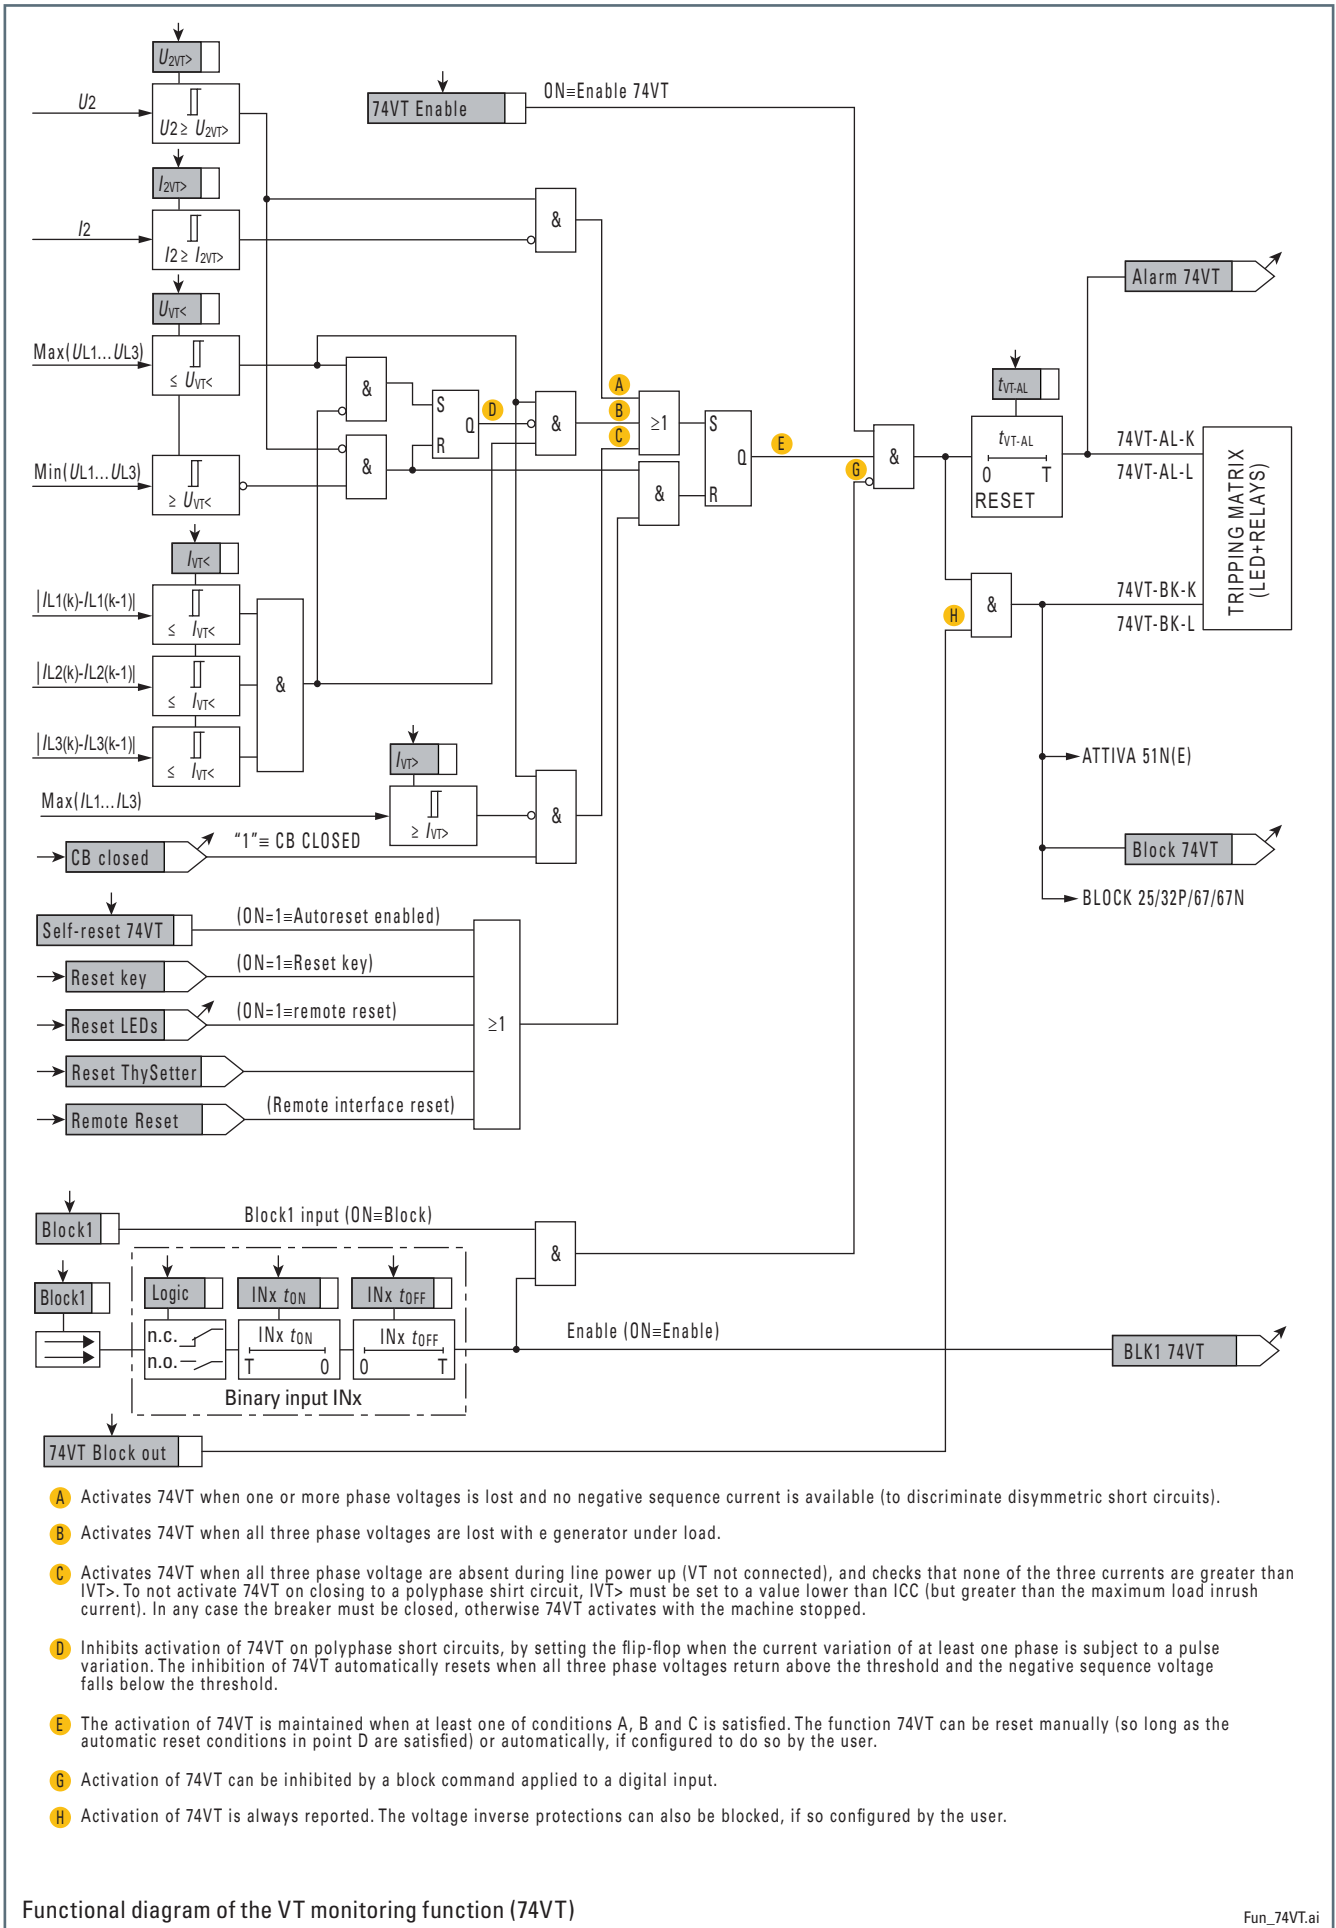 U2VT>
U2
U2 ≥ U2VT>
74VT Enable
ON≡Enable 74VT
I2VT>
I2
I2 ≥ I2VT>
&
UVT<
Max(UL1...UL3)
≤ UVT<
Min(UL1...UL3)
≥ UVT<
&
&
S
R
Q
D
&
A
B
C
≥1
&
S
R
Q
E
G
&
Alarm 74VT
tVT-AL
tVT-AL
0 T
RESET
74VT-AL-K
74VT-AL-L
TRIPPING MATRIX
(LED+RELAYS)
74VT-BK-K
74VT-BK-L
H
&
IVT<
|IL1(k)-IL1(k-1)|
≤ IVT<
|IL2(k)-IL2(k-1)|
≤ IVT<
|IL3(k)-IL3(k-1)|
≤ IVT<
&
IVT>
Max(IL1...IL3)
≥ IVT>
&
CB closed
“1”≡ CB CLOSED
ATTIVA 51N(E)
Block 74VT
BLOCK 25/32P/67/67N
Self-reset 74VT
(ON=1≡Autoreset enabled)
Reset key
(ON=1≡Reset key)
Reset LEDs
(ON=1≡remote reset)
Reset ThySetter
Remote Reset
(Remote interface reset)
≥1
Block1
Block1 input (ON≡Block)
&
Block1
Logic
INx tON
INx tOFF
n.c.
n.o.
INx tON
T 0
INx tOFF
0 T
Binary input INx
Enable (ON≡Enable)
BLK1 74VT
74VT Block out
A Activates 74VT when one or more phase voltages is lost and no negative sequence current is available (to discriminate disymmetric short circuits).
B Activates 74VT when all three phase voltages are lost with e generator under load.
C Activates 74VT when all three phase voltage are absent during line power up (VT not connected), and checks that none of the three currents are greater than
IVT>. To not activate 74VT on closing to a polyphase shirt circuit, IVT> must be set to a value lower than ICC (but greater than the maximum load inrush
current). In any case the breaker must be closed, otherwise 74VT activates with the machine stopped.
D Inhibits activation of 74VT on polyphase short circuits, by setting the flip-flop when the current variation of at least one phase is subject to a pulse
variation. The inhibition of 74VT automatically resets when all three phase voltages return above the threshold and the negative sequence voltage
falls below the threshold.
E The activation of 74VT is maintained when at least one of conditions A, B and C is satisfied. The function 74VT can be reset manually (so long as the
automatic reset conditions in point D are satisfied) or automatically, if configured to do so by the user.
G Activation of 74VT can be inhibited by a block command applied to a digital input.
H Activation of 74VT is always reported. The voltage inverse protections can also be blocked, if so configured by the user.
Functional diagram of the VT monitoring function (74VT)
Fun_74VT.ai